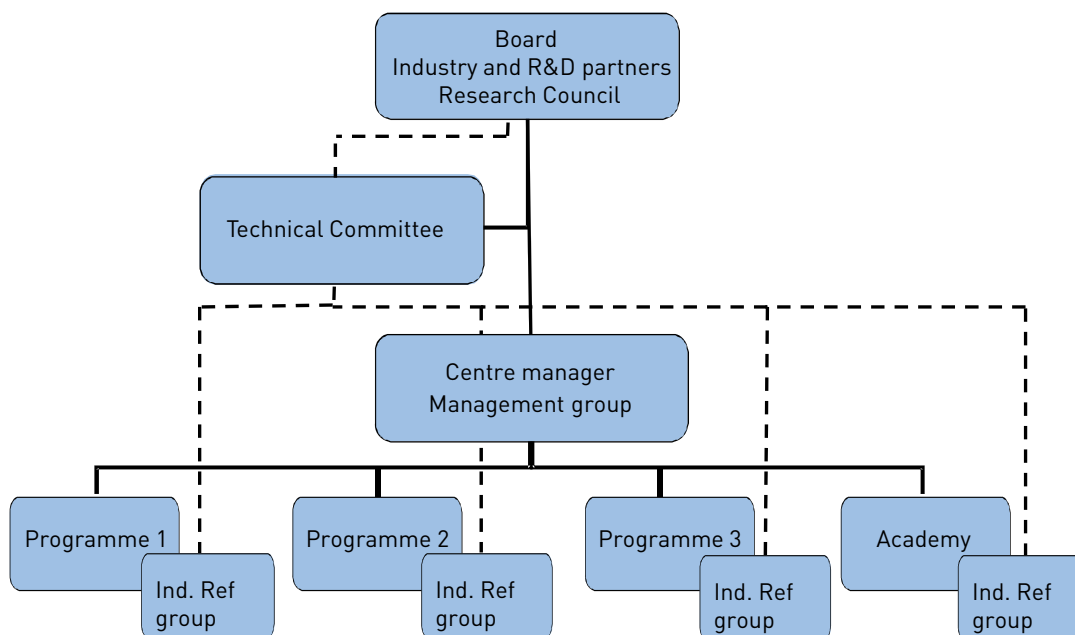 Board
Industry and R&D partners
Research Council
Technical Committee
Centre manager
Management group
Programme 1
Ind. Ref
group
Programme 2
Ind. Ref
group
Programme 3
Ind. Ref
group
Academy
Ind. Ref
group